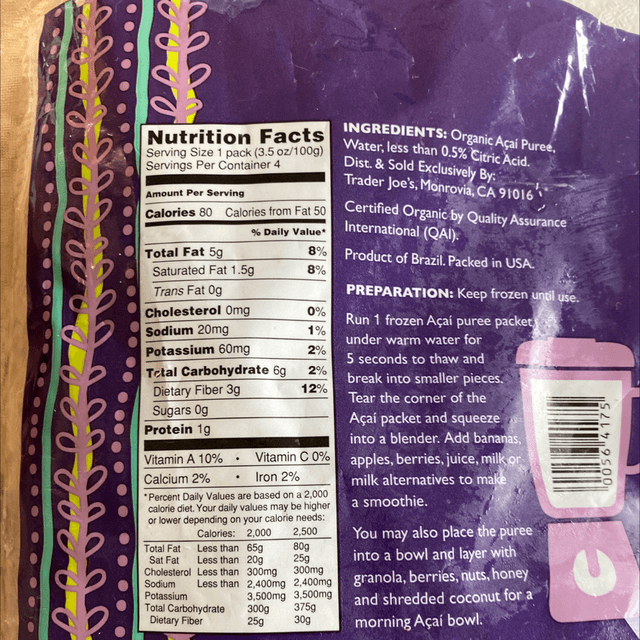 Nutrition Facts
Serving Size 1 pack (3.5 oz/100g)
Servings Per Container 4
Amount Per Serving
Calories 80 Calories from Fat 50
% Daily Value*
Total Fat 5g 8%
Saturated Fat 1.5g 8%
Trans Fat 0g
Cholesterol 0mg 0%
Sodium 20mg 1%
Potassium 60mg 2%
Total Carbohydrate 6g 2%
Dietary Fiber 3g 12%
Sugars 0g
Protein 1g
Vitamin A 10% • Vitamin C 0%
Calcium 2% • Iron 2%
*Percent Daily Values are based on a 2,000
calorie diet. Your daily values may be higher
or lower depending on your calorie needs:
Calories: 2,000 2,500
Total Fat Less than 65g 80g
Sat Fat Less than 20g 25g
Cholesterol Less than 300mg 300mg
Sodium Less than 2,400mg 2,400mg
Potassium 3,500mg 3,500mg
Total Carbohydrate 300g 375g
Dietary Fiber 25g 30g
INGREDIENTS: Organic Açaí Puree,
Water, less than 0.5% Citric Acid.
Dist. & Sold Exclusively By:
Trader Joe's, Monrovia, CA 91016
Certified Organic by Quality Assurance
International (QAI).
Product of Brazil. Packed in USA.
PREPARATION: Keep frozen until use.
Run 1 frozen Açaí puree packet
under warm water for
5 seconds to thaw and
break into smaller pieces.
Tear the corner of the
Açaí packet and squeeze
into a blender. Add bananas,
apples, berries, juice, milk or
milk alternatives to make
a smoothie.
You may also place the puree
into a bowl and layer with
granola, berries, nuts, honey
and shredded coconut for a
morning Açaí bowl.
0056 4175